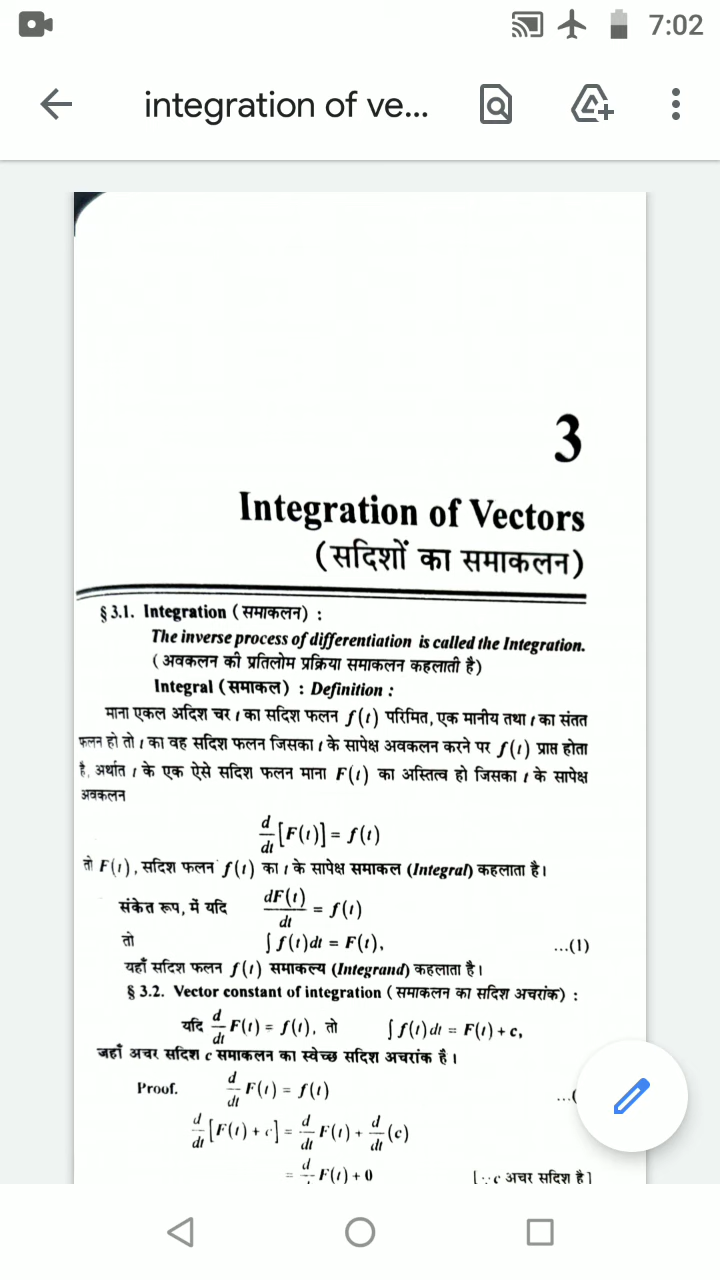 7:02
integration of ve...
3
Integration of Vectors
(सदिशों का समाकलन)
§ 3.1. Integration (समाकलन) :
The inverse process of differentiation is called the Integration.
(अवकलन की प्रतिलोम प्रक्रिया समाकलन कहलाती है)
Integral (समाकल) : Definition :
माना एकल अदिश चर t का सदिश फलन f(t) परिमित, एक मानीय तथा t का संतत
फलन हो तो t का वह सदिश फलन जिसका t के सापेक्ष अवकलन करने पर f(t) प्राप्त होता
है, अर्थात t के एक ऐसे सदिश फलन माना F(t) का अस्तित्व हो जिसका t के सापेक्ष
अवकलन
d/dt [F(t)] = f(t)
तो F(t), सदिश फलन f(t) का t के सापेक्ष समाकल (Integral) कहलाता है।
संकेत रूप, में यदि dF(t)/dt = f(t)
तो ∫ f(t)dt = F(t), ...(1)
यहाँ सदिश फलन f(t) समाकल्य (Integrand) कहलाता है।
§ 3.2. Vector constant of integration (समाकलन का सदिश अचरांक) :
यदि d/dt F(t) = f(t), तो ∫ f(t)dt = F(t) + c,
जहाँ अचर सदिश c समाकलन का स्वेच्छ सदिश अचरांक है।
Proof. d/dt F(t) = f(t) ...(
d/dt [F(t) + c] = d/dt F(t) + d/dt (c)
= d/ F(t) + 0 [∵ c अचर सदिश है]